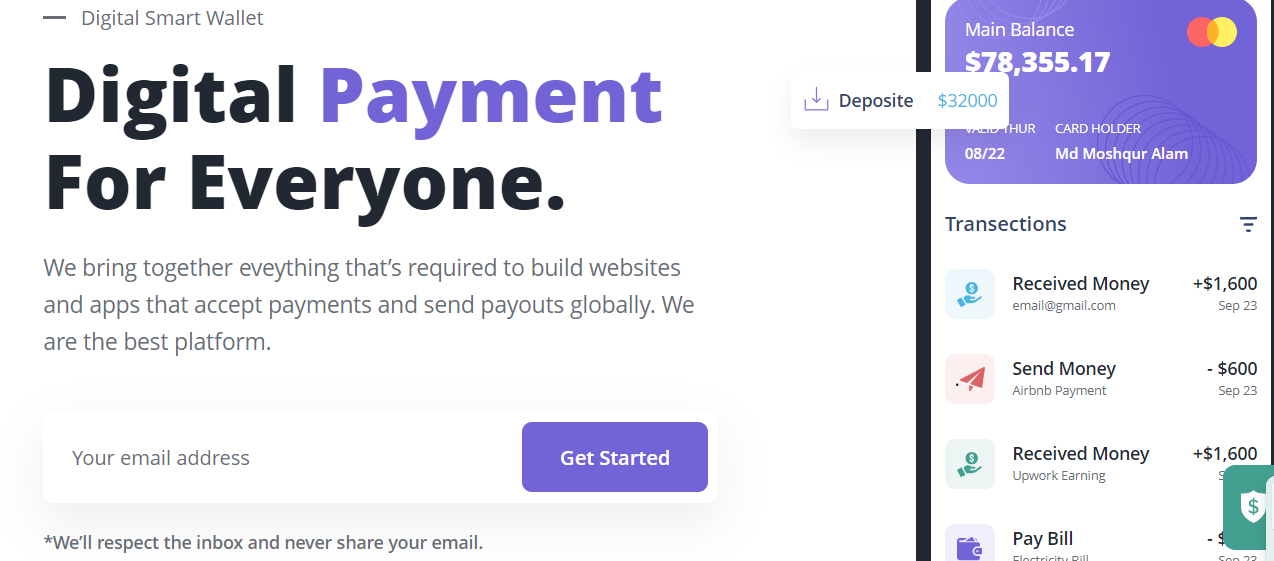 Digital Smart Wallet
Digital Payment
For Everyone.
We bring together eveything that’s required to build websites
and apps that accept payments and send payouts globally. We
are the best platform.
Your email address
Get Started
*We’ll respect the inbox and never share your email.
Main Balance
$78,355.17
Deposite $32000
VALID THUR CARD HOLDER
08/22 Md Moshqur Alam
Transections
Received Money +$1,600
email@gmail.com Sep 23
Send Money - $600
Airbnb Payment Sep 23
Received Money +$1,600
Upwork Earning
Pay Bill
Electricity Bill Sep 23